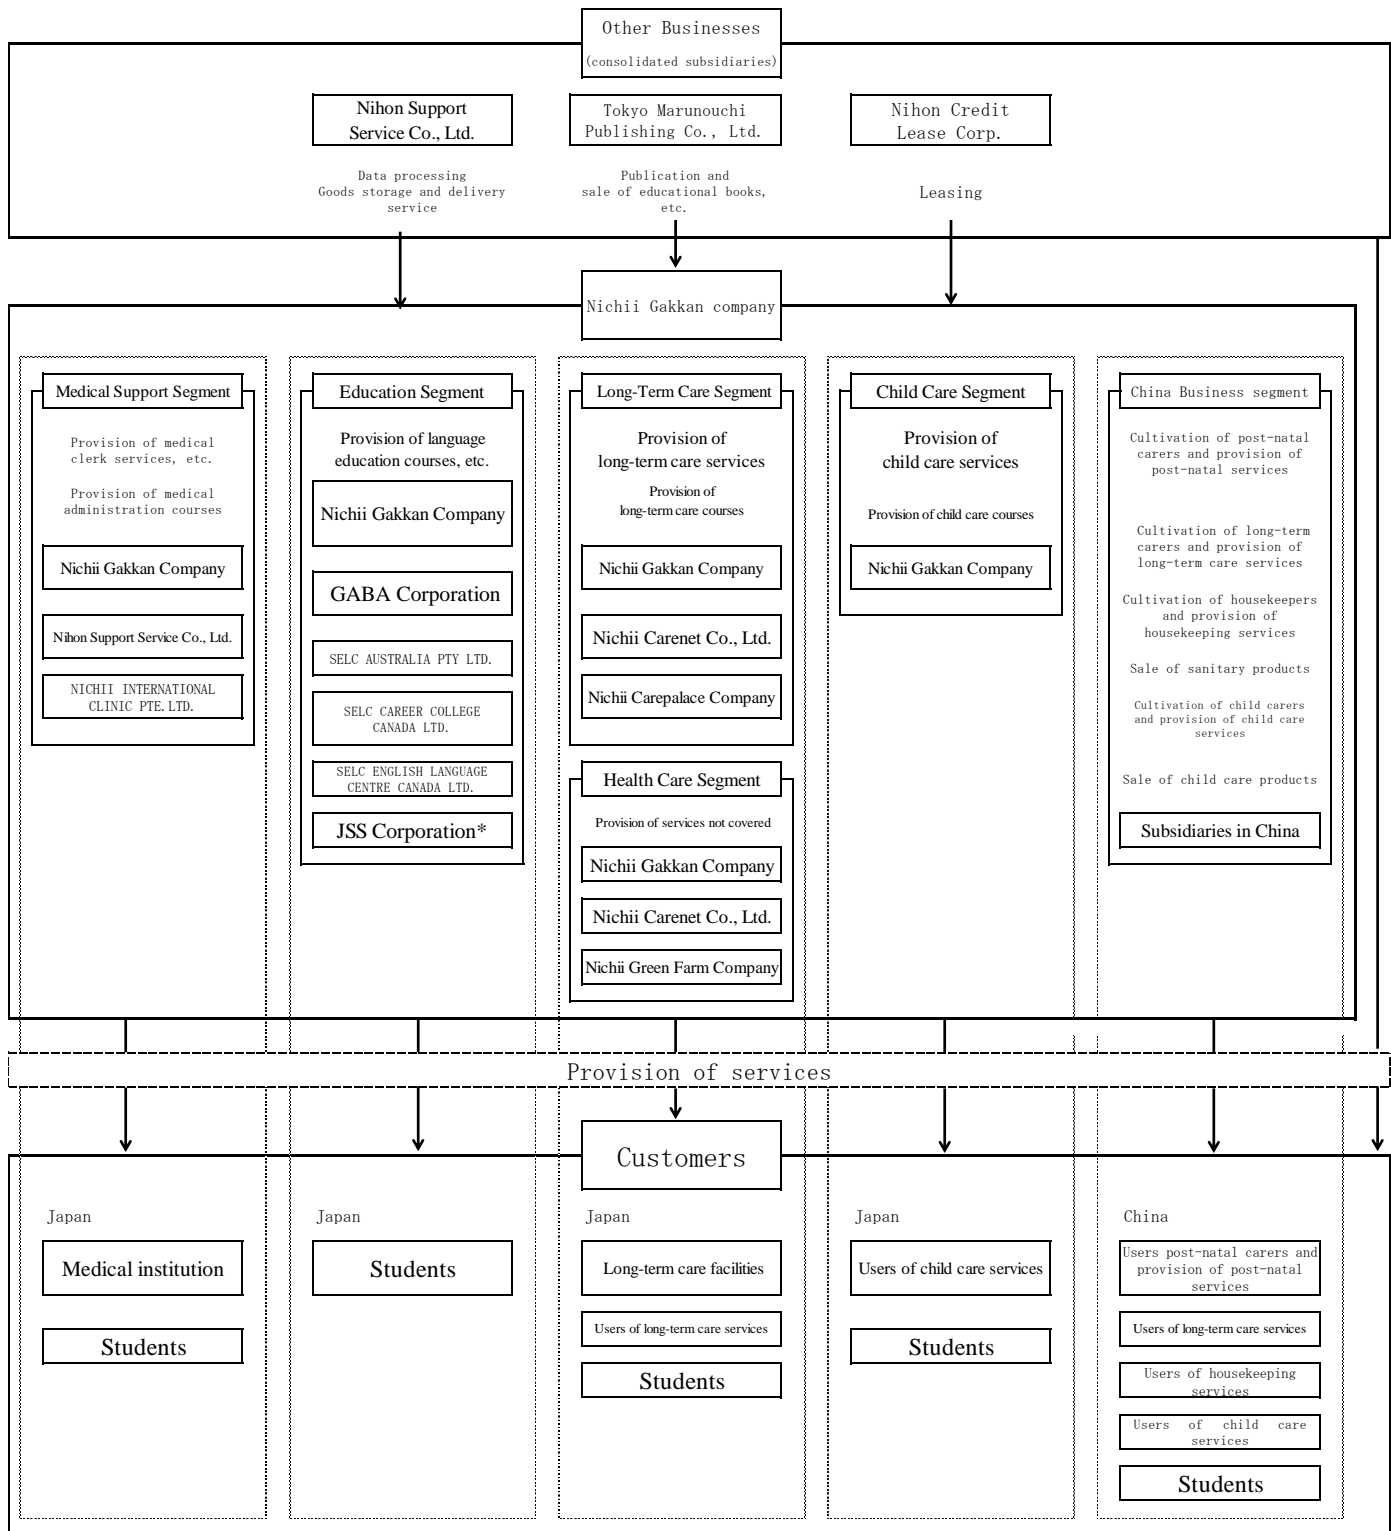 Other Businesses
(consolidated subsidiaries)
Nihon Support
Service Co., Ltd.
Tokyo Marunouchi
Publishing Co., Ltd.
Nihon Credit
Lease Corp.
Data processing
Goods storage and delivery
service
Publication and
sale of educational books,
etc.
Leasing
Nichii Gakkan company
Medical Support Segment
Provision of medical
clerk services, etc.
Provision of medical
administration courses
Nichii Gakkan Company
Nihon Support Service Co., Ltd.
NICHII INTERNATIONAL
CLINIC PTE.LTD.
Education Segment
Provision of language
education courses, etc.
Nichii Gakkan Company
GABA Corporation
SELC AUSTRALIA PTY LTD.
SELC CAREER COLLEGE
CANADA LTD.
SELC ENGLISH LANGUAGE
CENTRE CANADA LTD.
JSS Corporation*
Long-Term Care Segment
Provision of
long-term care services
Provision of
long-term care courses
Nichii Gakkan Company
Nichii Carenet Co., Ltd.
Nichii Carepalace Company
Health Care Segment
Provision of services not covered
Nichii Gakkan Company
Nichii Carenet Co., Ltd.
Nichii Green Farm Company
Child Care Segment
Provision of
child care services
Provision of child care courses
Nichii Gakkan Company
China Business segment
Cultivation of post-natal
carers and provision of
post-natal services
Cultivation of long-term
carers and provision of
long-term care services
Cultivation of housekeepers
and provision of
housekeeping services
Sale of sanitary products
Cultivation of child carers
and provision of child care
services
Sale of child care products
Subsidiaries in China
Provision of services
Customers
Japan
Medical institution
Students
Japan
Students
Japan
Long-term care facilities
Users of long-term care services
Students
Japan
Users of child care services
Students
China
Users post-natal carers and
provision of post-natal
services
Users of long-term care services
Users of housekeeping
services
Users of child care
services
Students